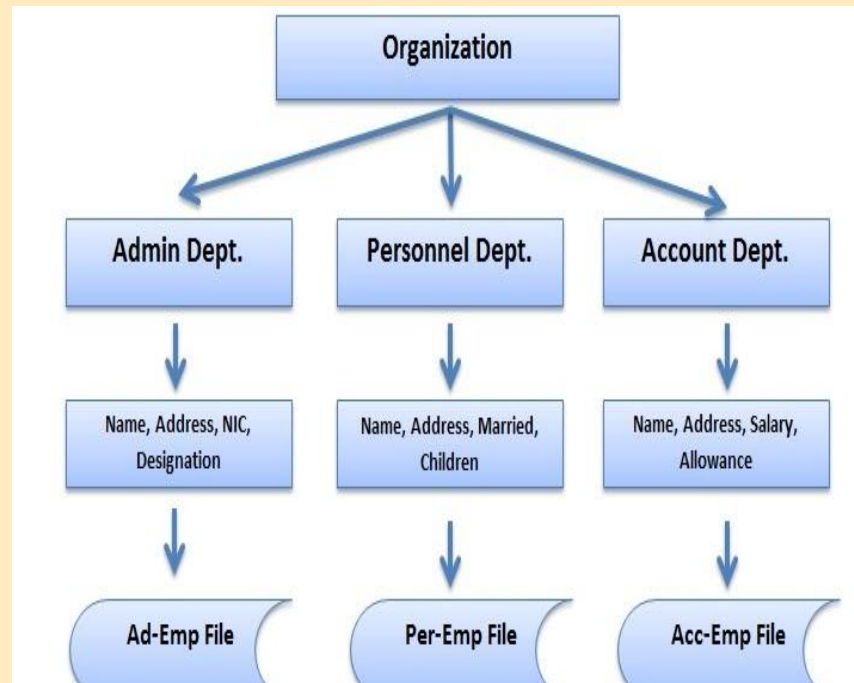 Organization
Admin Dept.
Personnel Dept.
Account Dept.
Name, Address, NIC,
Designation
Name, Address, Married,
Children
Name, Address, Salary,
Allowance
Ad-Emp File
Per-Emp File
Acc-Emp File